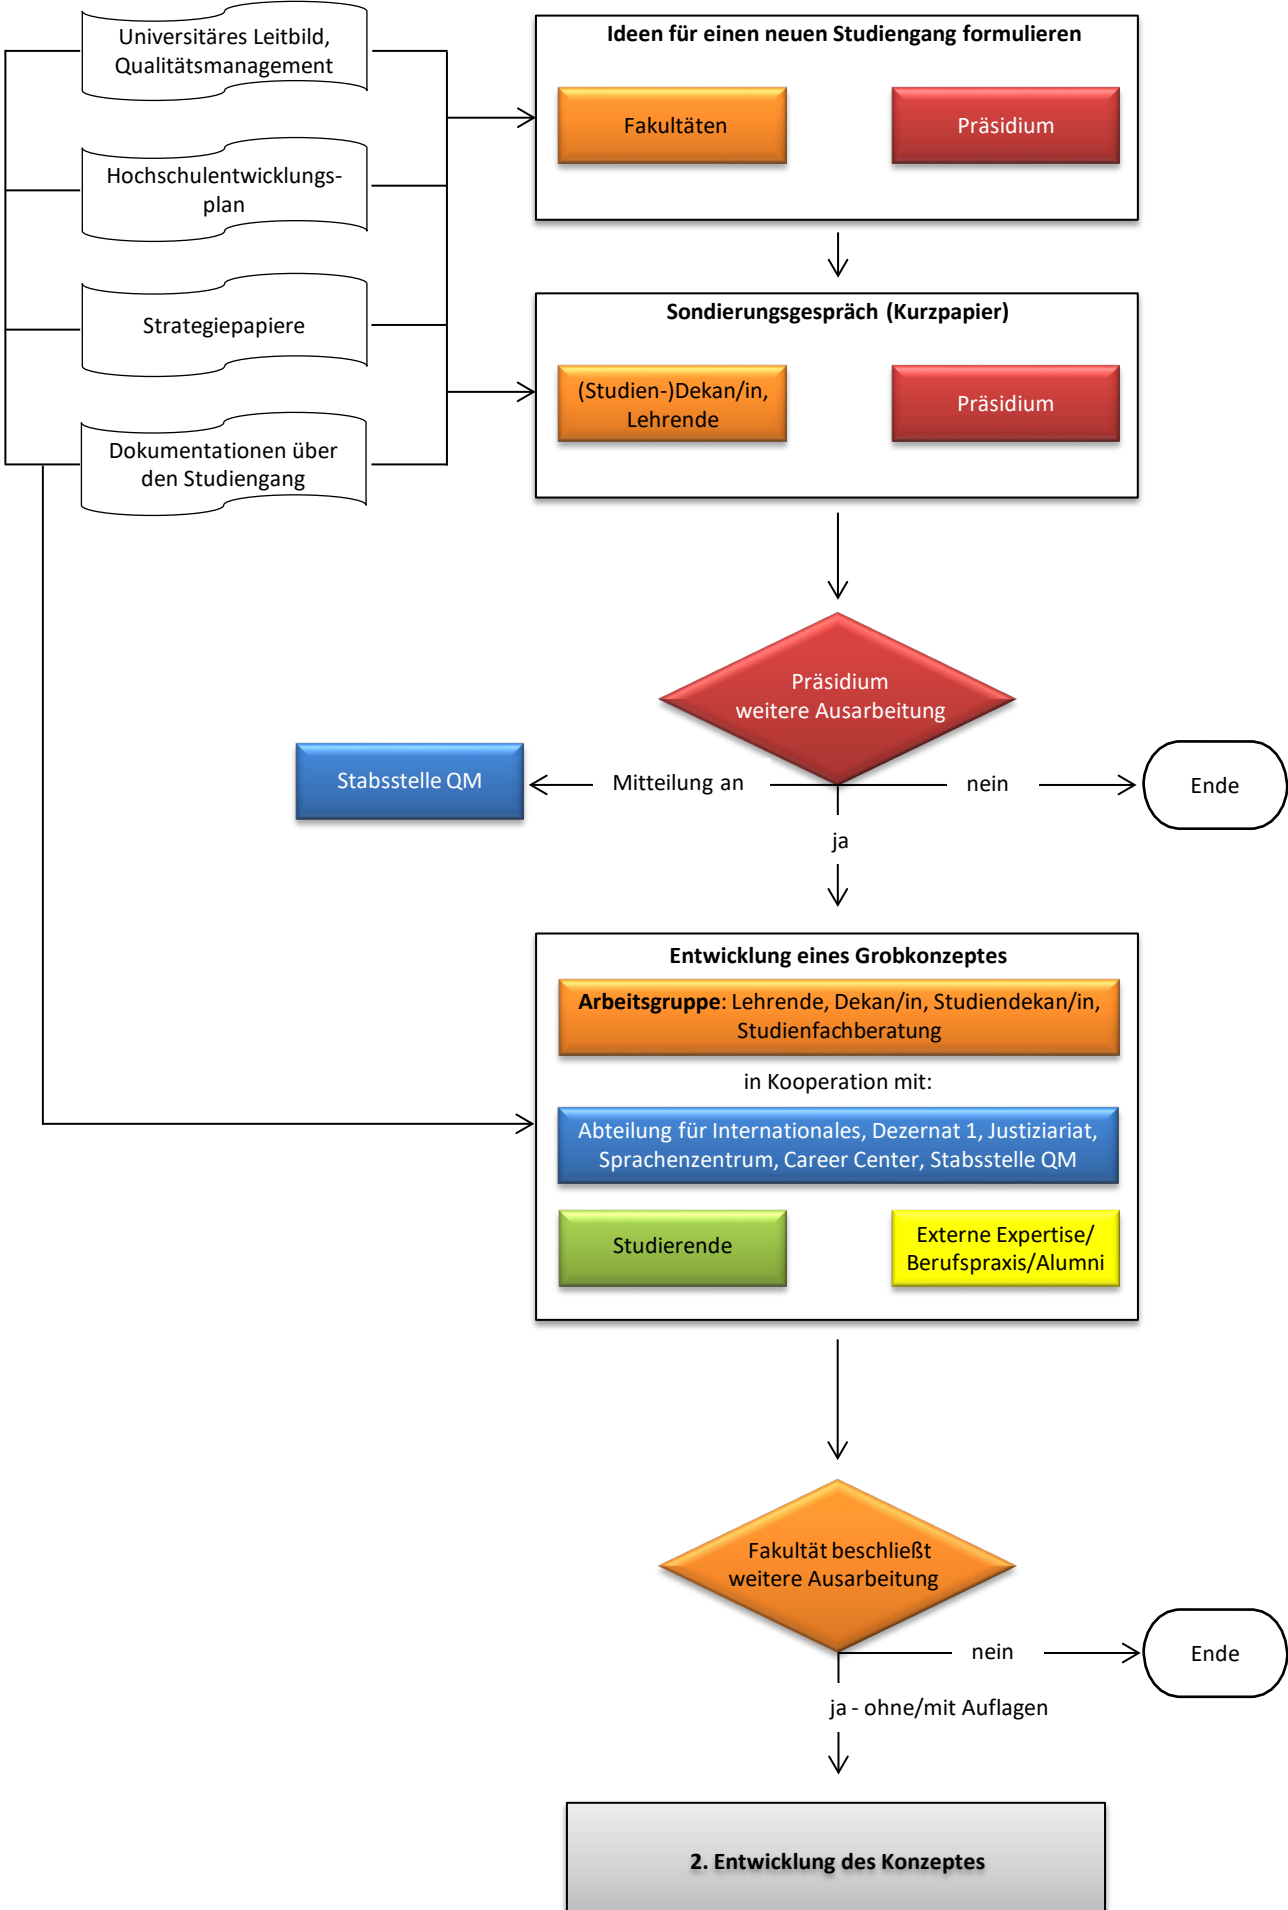 Universitäres Leitbild,
Qualitätsmanagement
Hochschulentwicklungs-
plan
Strategiepapiere
Dokumentationen über
den Studiengang
Ideen für einen neuen Studiengang formulieren
Fakultäten
Präsidium
Sondierungsgespräch (Kurzpapier)
(Studien-)Dekan/in,
Lehrende
Präsidium
Präsidium
weitere Ausarbeitung
Stabsstelle QM
Mitteilung an
nein
Ende
ja
Entwicklung eines Grobkonzeptes
Arbeitsgruppe: Lehrende, Dekan/in, Studiendekan/in,
Studienfachberatung
in Kooperation mit:
Abteilung für Internationales, Dezernat 1, Justiziariat,
Sprachenzentrum, Career Center, Stabsstelle QM
Studierende
Externe Expertise/
Berufspraxis/Alumni
Fakultät beschließt
weitere Ausarbeitung
nein
Ende
ja - ohne/mit Auflagen
2. Entwicklung des Konzeptes